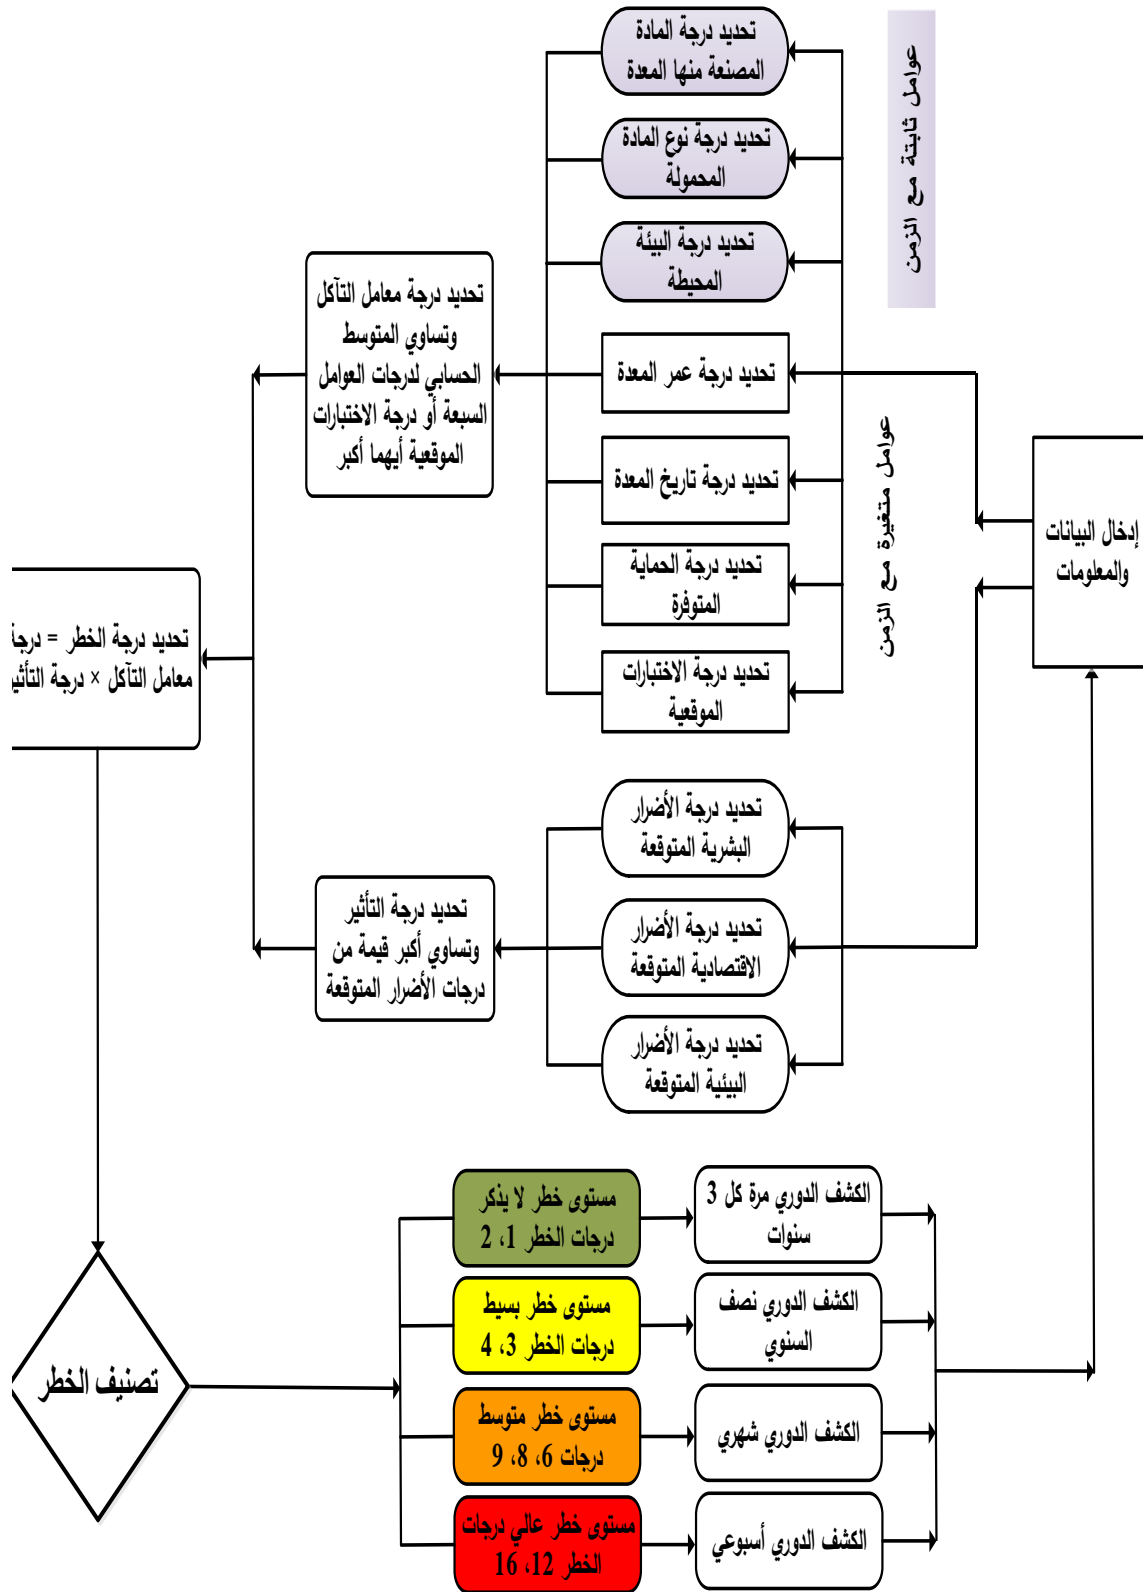 عوامل ثابتة مع الزمن
تحديد درجة المادة
المصنعة منها المعدة
تحديد درجة نوع المادة
المحمولة
تحديد درجة البيئة
المحيطة
عوامل متغيرة مع الزمن
تحديد درجة عمر المعدة
تحديد درجة تاريخ المعدة
تحديد درجة الحماية
المتوفرة
تحديد درجة الاختبارات
الموقعية
إدخال البيانات
والمعلومات
تحديد درجة معامل التآكل
وتساوي المتوسط
الحسابي لدرجات العوامل
السبعة أو درجة الاختبارات
الموقعية أيهما أكبر
تحديد درجة الخطر = درجة
معامل التآكل × درجة التأثير
تحديد درجة الأضرار
البشرية المتوقعة
تحديد درجة الأضرار
الاقتصادية المتوقعة
تحديد درجة الأضرار
البيئية المتوقعة
تحديد درجة التأثير
وتساوي أكبر قيمة من
درجات الأضرار المتوقعة
تصنيف الخطر
مستوى خطر لا يذكر
درجات الخطر 1، 2
الكشف الدوري مرة كل 3
سنوات
مستوى خطر بسيط
درجات الخطر 3، 4
الكشف الدوري نصف
السنوي
مستوى خطر متوسط
درجات 6، 8، 9
الكشف الدوري شهري
مستوى خطر عالي درجات
الخطر 12، 16
الكشف الدوري أسبوعي